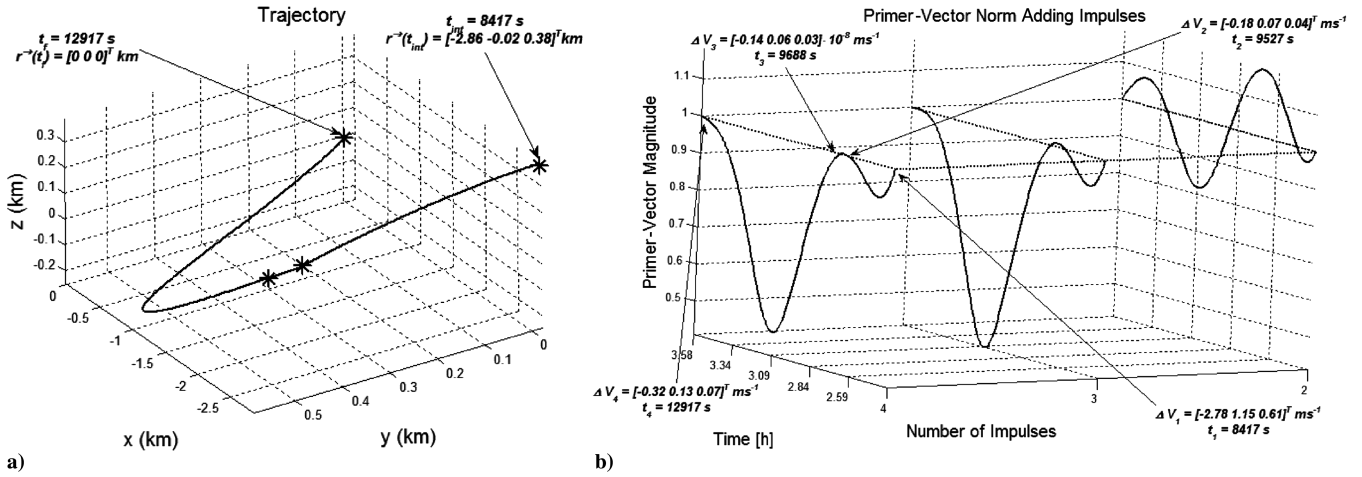 Trajectory
t_int = 8417 s
r→(t_int) = [-2.86 -0.02 0.38]^T km
t_f = 12917 s
r→(t_f) = [0 0 0]^T km
0.3
0.2
0.1
0
-0.1
-0.2
z (km)
0
-0.5
-1
-1.5
-2
-2.5
x (km)
0.5
0.4
0.3
0.2
0.1
0
y (km)
a)
Primer-Vector Norm Adding Impulses
ΔV_3 = [-0.14 0.06 0.03]· 10^-8 ms^-1
t_3 = 9688 s
ΔV_2 = [-0.18 0.07 0.04]^T ms^-1
t_2 = 9527 s
1.1
1
0.9
0.8
0.7
0.6
0.5
Primer-Vector Magnitude
3.58
3.34
3.09
2.84
2.59
Time [h]
4
3
2
Number of Impulses
ΔV_4 = [-0.32 0.13 0.07]^T ms^-1
t_4 = 12917 s
ΔV_1 = [-2.78 1.15 0.61]^T ms^-1
t_1 = 8417 s
b)